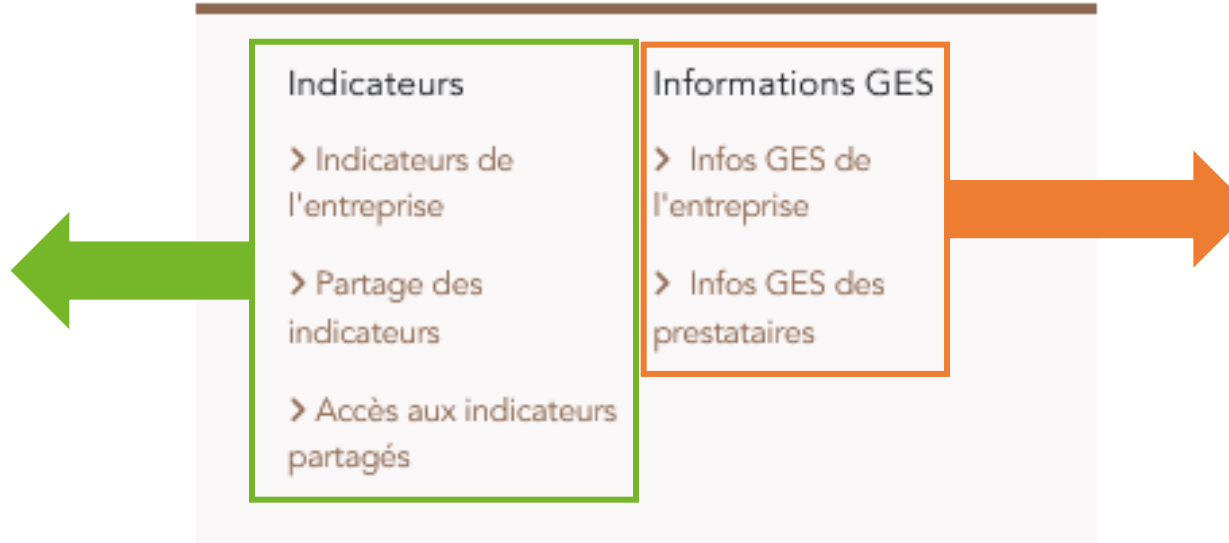 Indicateurs
> Indicateurs de
l'entreprise
> Partage des
indicateurs
> Accès aux indicateurs
partagés
Informations GES
> Infos GES de
l'entreprise
> Infos GES des
prestataires